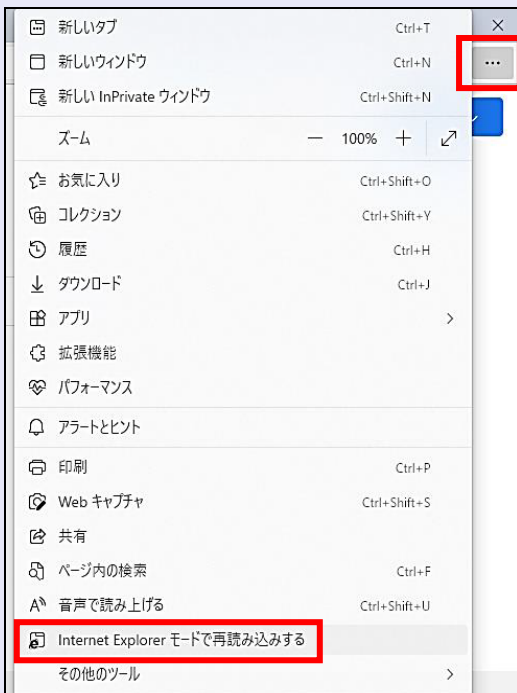 新しいタブ Ctrl+T
新しいウィンドウ Ctrl+N
新しい InPrivate ウィンドウ Ctrl+Shift+N
ズーム — 100% +
お気に入り Ctrl+Shift+O
コレクション Ctrl+Shift+Y
履歴 Ctrl+H
ダウンロード Ctrl+J
アプリ
拡張機能
パフォーマンス
アラートとヒント
印刷 Ctrl+P
Web キャプチャ Ctrl+Shift+S
共有
ページ内の検索 Ctrl+F
音声で読み上げる Ctrl+Shift+U
Internet Explorer モードで再読み込みする
その他のツール